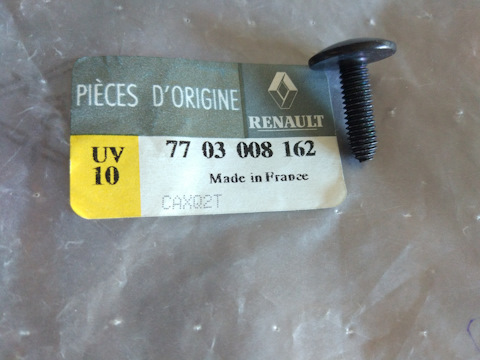 PIÈCES D'ORIGINE
RENAULT
UV
10
77 03 008 162
Made in France
CAXQ2T